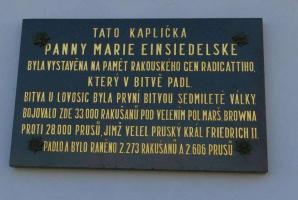 TATO KAPLIČKA
PANNY MARIE EINSIEDELSKÉ
BYLA VYSTAVĚNA NA PAMĚŤ RAKOUSKÉHO GEN. RADICATTIHO,
KTERÝ V BITVĚ PADL.
BITVA U LOVOSIC BYLA PRVNÍ BITVOU SEDMILETÉ VÁLKY.
BOJOVALO ZDE 33.000 RAKUŠANŮ POD VELENÍM POL. MARŠ. BROWNA
PROTI 28.000 PRUSŮ, JIMŽ VELEL PRUSKÝ KRÁL FRIEDRICH II.
PADLO A BYLO RANĚNO 2.273 RAKUŠANŮ A 2.606 PRUSŮ